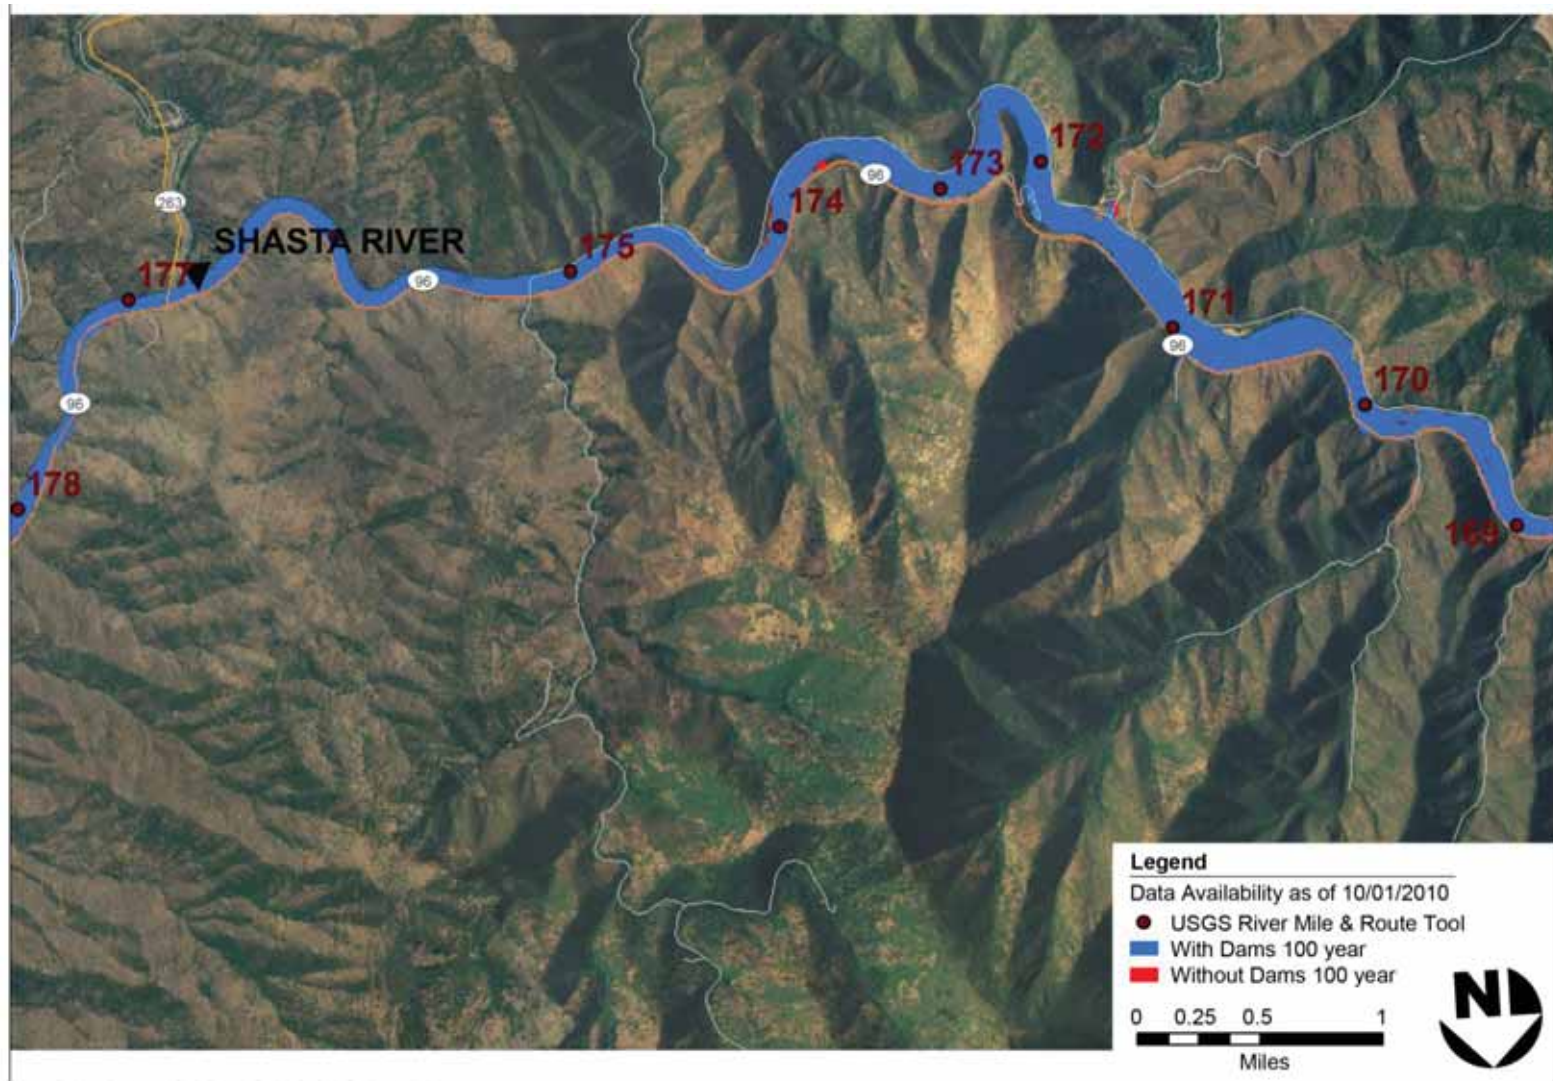 263
172
173
96
174
SHASTA RIVER
175
177
96
171
96
170
96
178
169
Legend
Data Availability as of 10/01/2010
USGS River Mile & Route Tool
With Dams 100 year
Without Dams 100 year
0 0.25 0.5 1
Miles
N